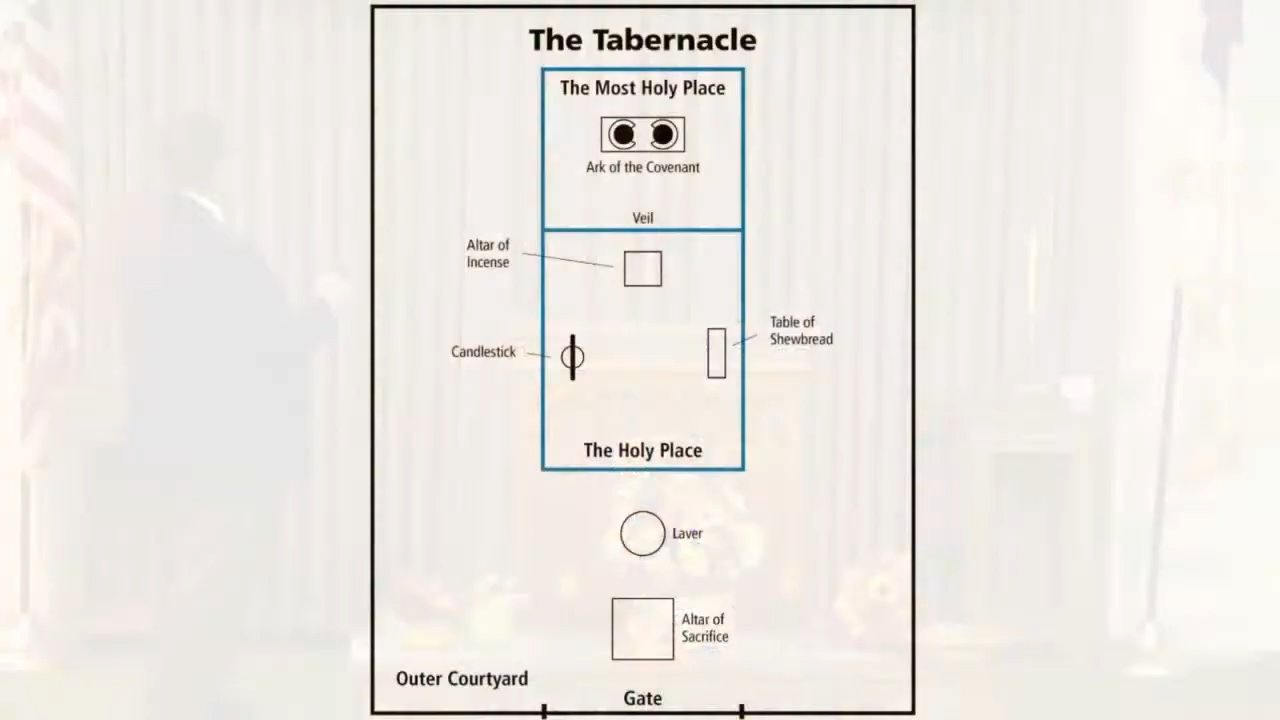 The Tabernacle
The Most Holy Place
Ark of the Covenant
Veil
Altar of
Incense
Table of
Shewbread
Candlestick
The Holy Place
Laver
Altar of
Sacrifice
Outer Courtyard
Gate